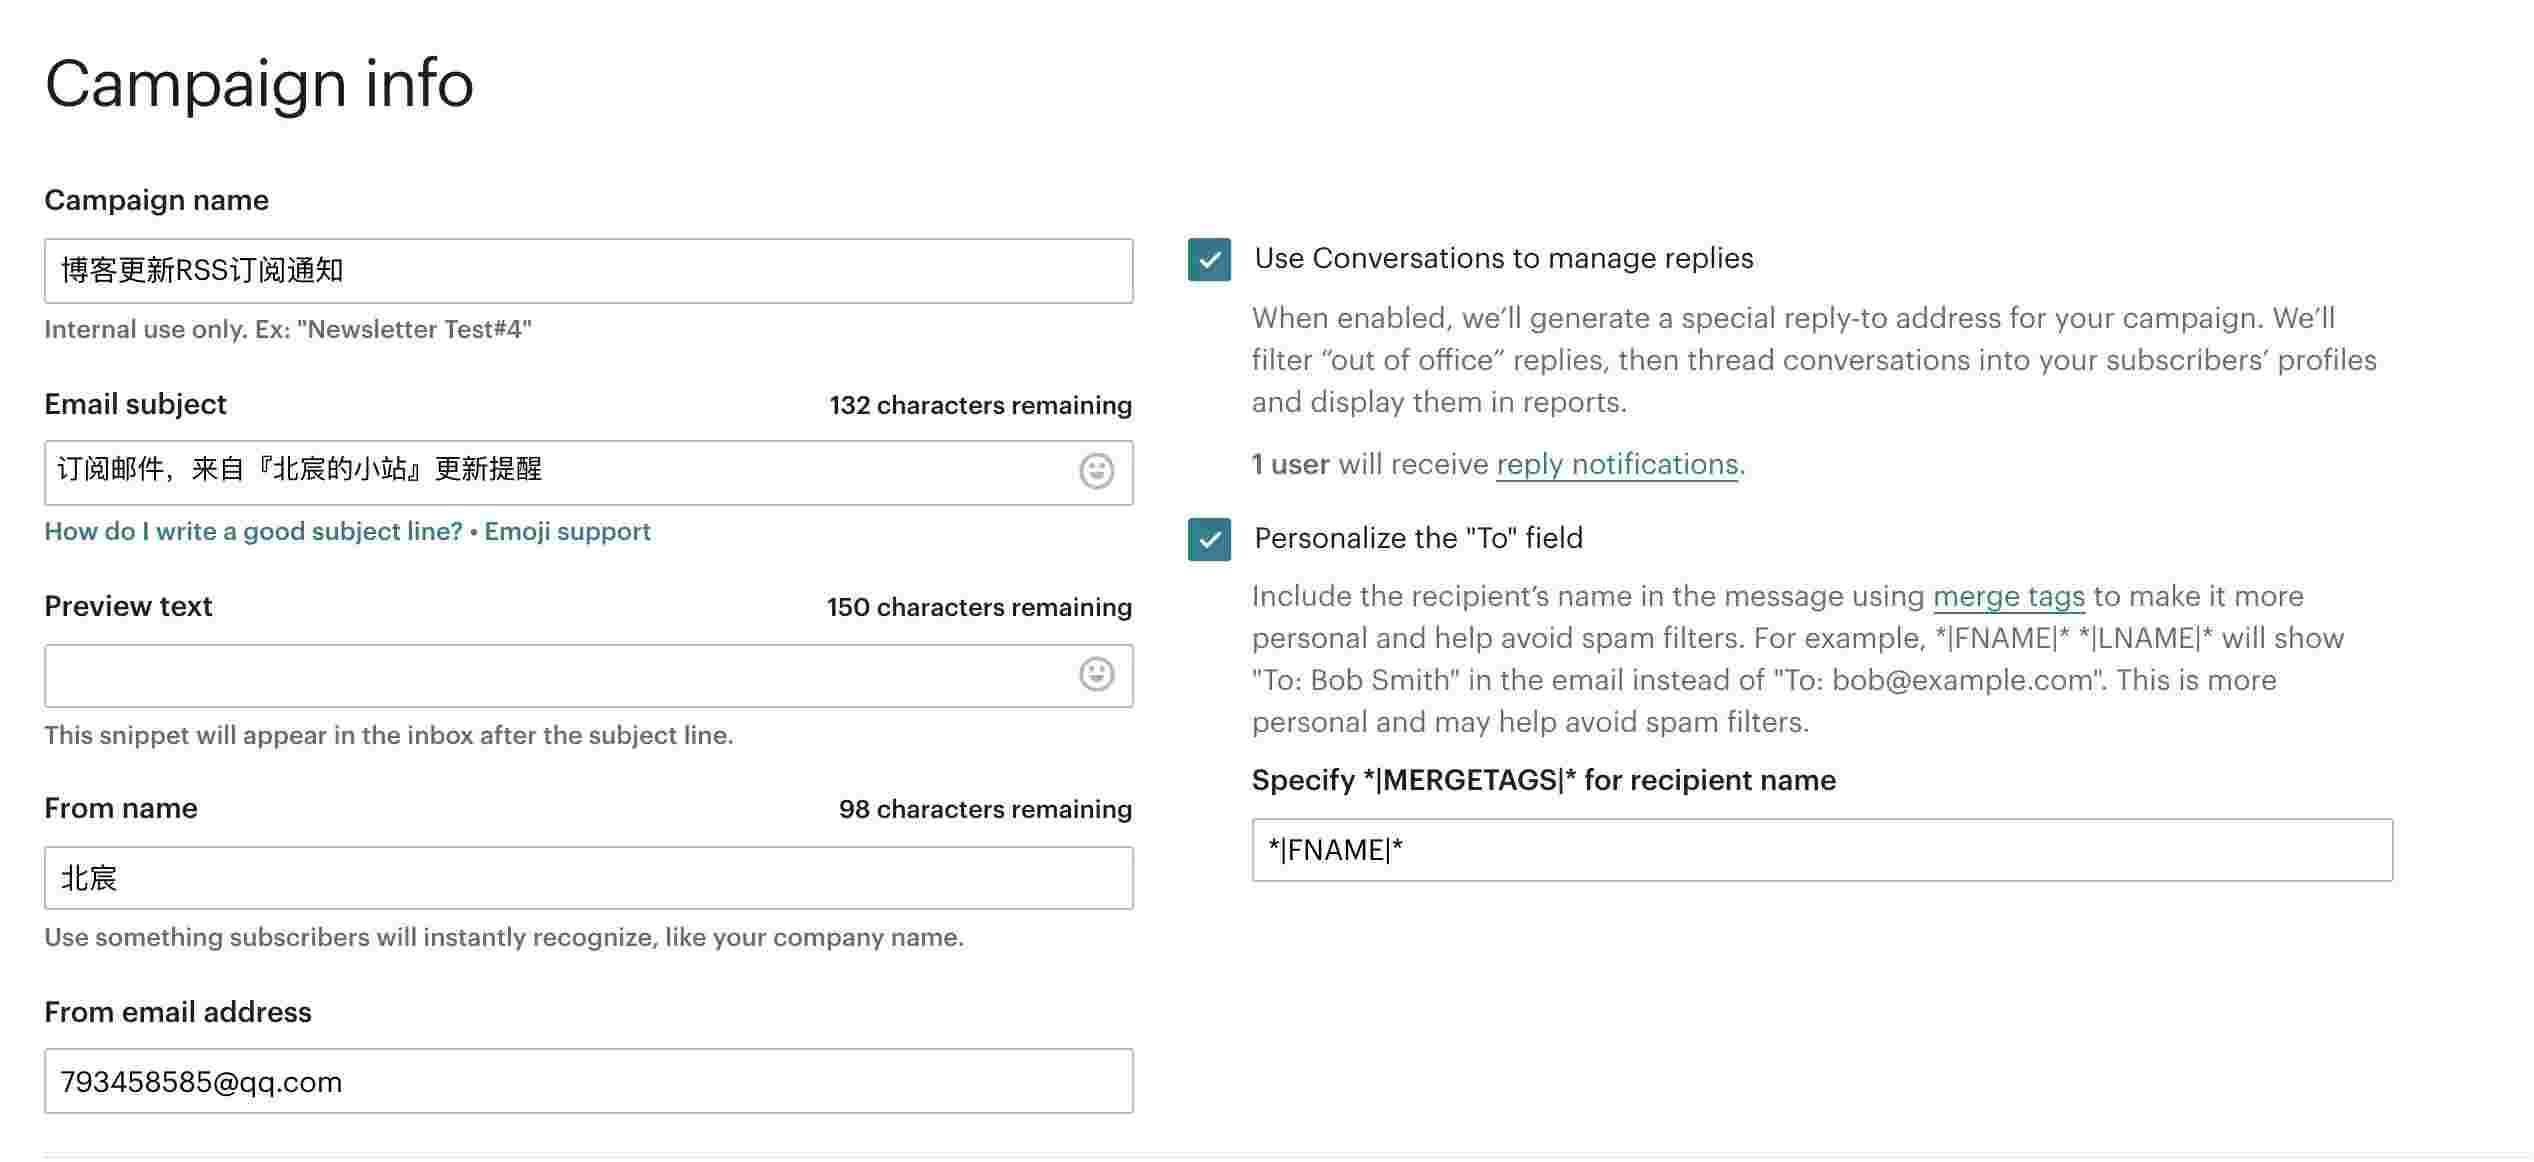 Campaign info
Campaign name
博客更新RSS订阅通知
Internal use only. Ex: "Newsletter Test#4"
Email subject
132 characters remaining
订阅邮件，来自『北宸的小站』更新提醒
How do I write a good subject line? • Emoji support
Preview text
150 characters remaining
This snippet will appear in the inbox after the subject line.
From name
98 characters remaining
北宸
Use something subscribers will instantly recognize, like your company name.
From email address
793458585@qq.com
Use Conversations to manage replies
When enabled, we’ll generate a special reply-to address for your campaign. We’ll
filter “out of office” replies, then thread conversations into your subscribers’ profiles
and display them in reports.
1 user will receive reply notifications.
Personalize the "To" field
Include the recipient’s name in the message using merge tags to make it more
personal and help avoid spam filters. For example, *|FNAME|* *|LNAME|* will show
"To: Bob Smith" in the email instead of "To: bob@example.com". This is more
personal and may help avoid spam filters.
Specify *|MERGETAGS|* for recipient name
*|FNAME|*